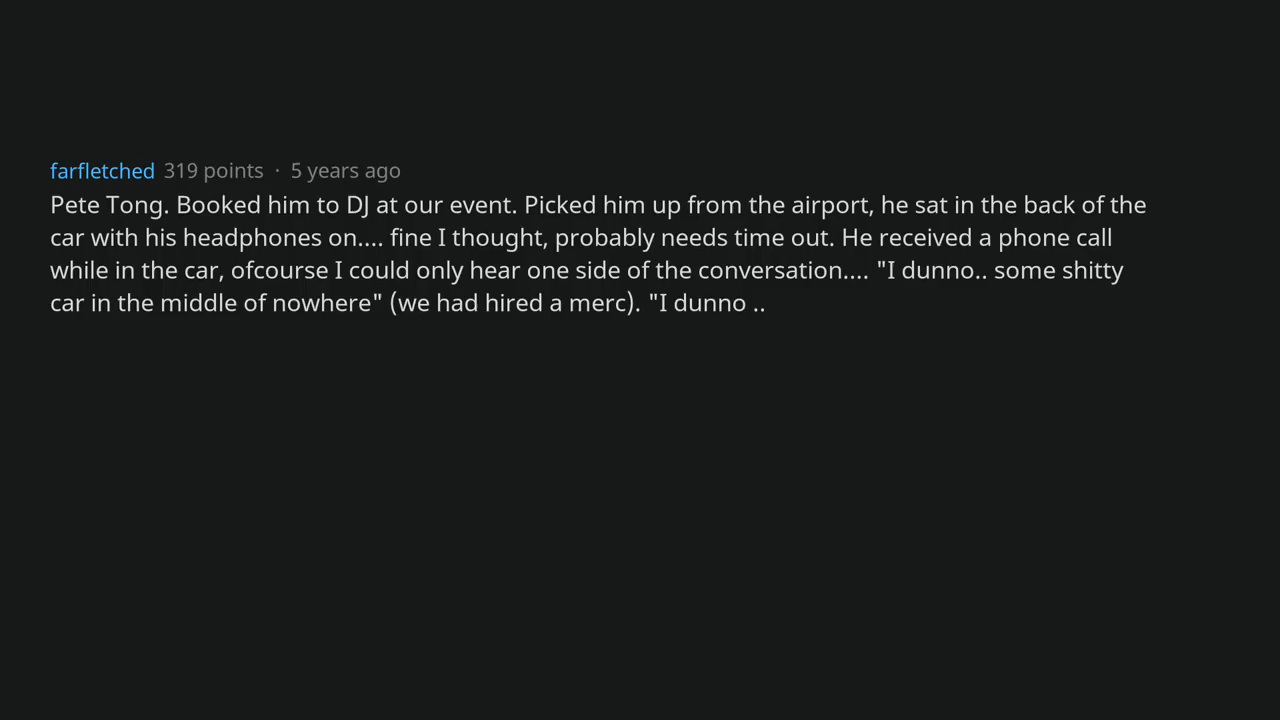 farfletched 319 points · 5 years ago
Pete Tong. Booked him to DJ at our event. Picked him up from the airport, he sat in the back of the
car with his headphones on.... fine I thought, probably needs time out. He received a phone call
while in the car, ofcourse I could only hear one side of the conversation.... "I dunno.. some shitty
car in the middle of nowhere" (we had hired a merc). "I dunno ..